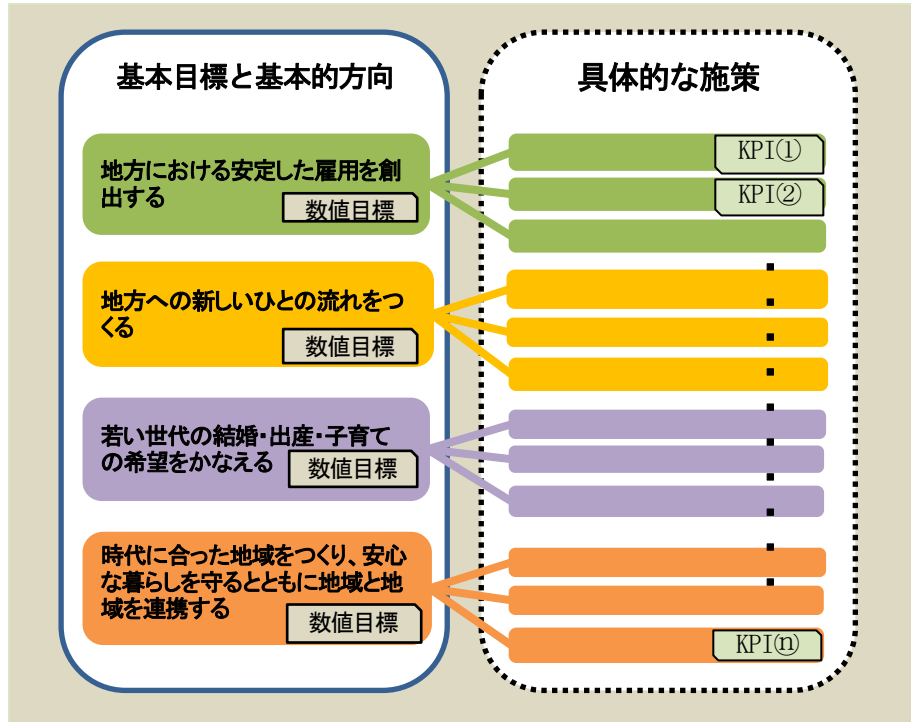 基本目標と基本的方向
地方における安定した雇用を創
出する
数値目標
地方への新しいひとの流れをつ
くる
数値目標
若い世代の結婚・出産・子育て
の希望をかなえる
数値目標
時代に合った地域をつくり、安心
な暮らしを守るとともに地域と地
域を連携する
数値目標
具体的な施策
KPI①
KPI②
KPIⓝ